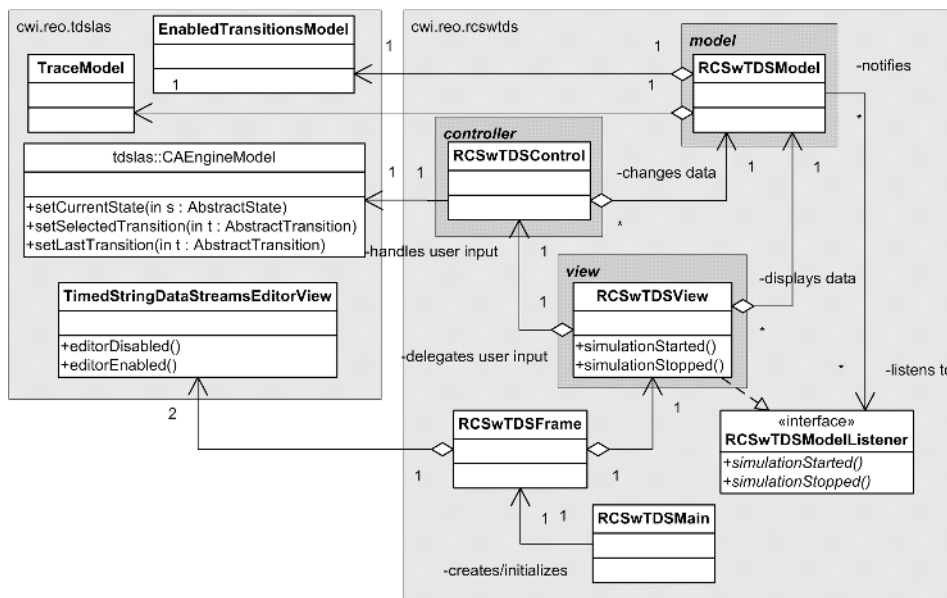 cwi.reo.tdslas
EnabledTransitionsModel
1
TraceModel
1
tdslas::CAEngineModel
1
+setCurrentState(in s : AbstractState)
+setSelectedTransition(in t : AbstractTransition)
+setLastTransition(in t : AbstractTransition)
TimedStringDataStreamsEditorView
+editorDisabled()
+editorEnabled()
2
cwi.reo.rcswtds
model
1
RCSwTDSModel
1
-notifies
*
controller
RCSwTDSControl
1
-changes data
1
1
*
-handles user input
1
view
RCSwTDSView
-displays data
1
+simulationStarted()
+simulationStopped()
*
-delegates user input
*
-listens to
1
RCSwTDSFrame
1
1
«interface»
RCSwTDSModelListener
+simulationStarted()
+simulationStopped()
1
1
RCSwTDSMain
-creates/initializes